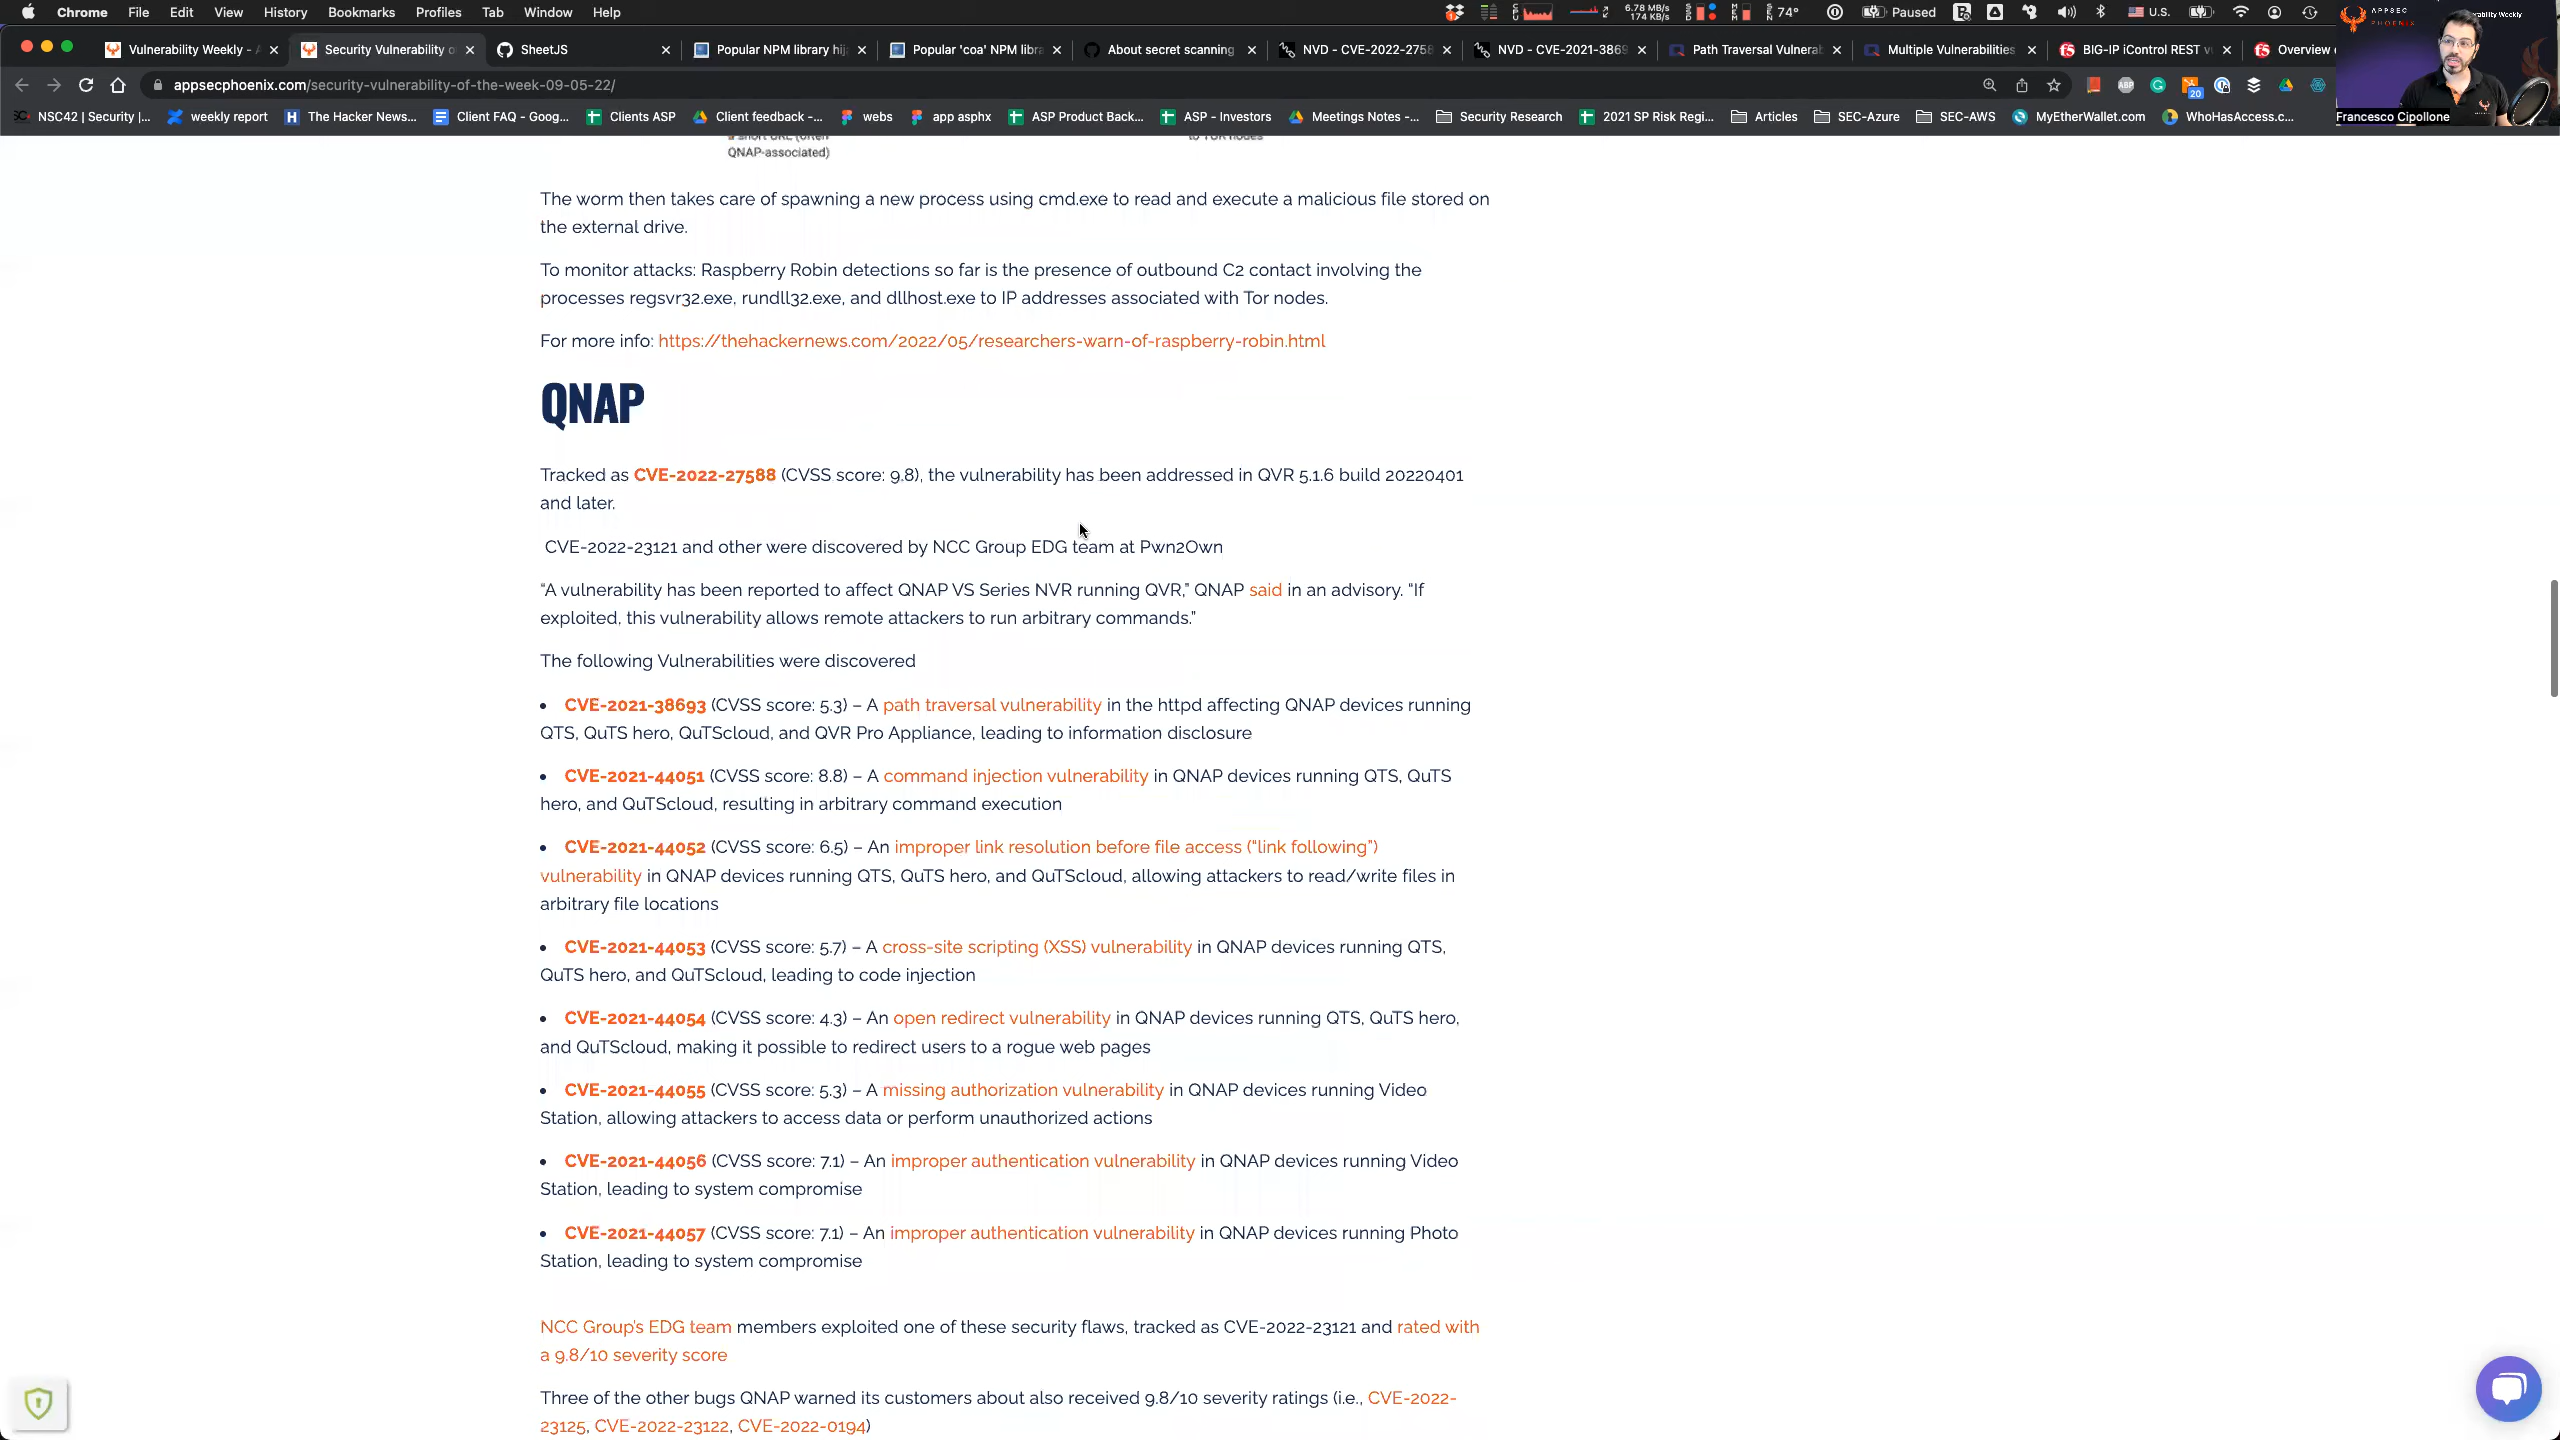 Chrome File Edit View History Bookmarks Profiles Tab Window Help
6.78 MB/s 174 KB/s 74° Paused U.S.
Vulnerability Weekly - A
Security Vulnerability o
SheetJS
Popular NPM library hij
Popular 'coa' NPM libra
About secret scanning
NVD - CVE-2022-2758
NVD - CVE-2021-3869
Path Traversal Vulnerab
Multiple Vulnerabilities
BIG-IP iControl REST v
Overview
appsecphoenix.com/security-vulnerability-of-the-week-09-05-22/
20
NSC42 | Security |...
weekly report
The Hacker News...
Client FAQ - Goog...
Clients ASP
Client feedback -...
webs
app asphx
ASP Product Back...
ASP - Investors
Meetings Notes -...
Security Research
2021 SP Risk Regi...
Articles
SEC-Azure
SEC-AWS
MyEtherWallet.com
WhoHasAccess.c...
APPSEC
PHOENIX
Francesco Cipollone
QNAP-associated)
The worm then takes care of spawning a new process using cmd.exe to read and execute a malicious file stored on
the external drive.
To monitor attacks: Raspberry Robin detections so far is the presence of outbound C2 contact involving the
processes regsvr32.exe, rundll32.exe, and dllhost.exe to IP addresses associated with Tor nodes.
For more info: https://thehackernews.com/2022/05/researchers-warn-of-raspberry-robin.html
QNAP
Tracked as CVE-2022-27588 (CVSS score: 9.8), the vulnerability has been addressed in QVR 5.1.6 build 20220401
and later.
CVE-2022-23121 and other were discovered by NCC Group EDG team at Pwn2Own
“A vulnerability has been reported to affect QNAP VS Series NVR running QVR,” QNAP said in an advisory. “If
exploited, this vulnerability allows remote attackers to run arbitrary commands.”
The following Vulnerabilities were discovered
• CVE-2021-38693 (CVSS score: 5.3) – A path traversal vulnerability in the httpd affecting QNAP devices running
QTS, QuTS hero, QuTScloud, and QVR Pro Appliance, leading to information disclosure
• CVE-2021-44051 (CVSS score: 8.8) – A command injection vulnerability in QNAP devices running QTS, QuTS
hero, and QuTScloud, resulting in arbitrary command execution
• CVE-2021-44052 (CVSS score: 6.5) – An improper link resolution before file access (“link following”)
vulnerability in QNAP devices running QTS, QuTS hero, and QuTScloud, allowing attackers to read/write files in
arbitrary file locations
• CVE-2021-44053 (CVSS score: 5.7) – A cross-site scripting (XSS) vulnerability in QNAP devices running QTS,
QuTS hero, and QuTScloud, leading to code injection
• CVE-2021-44054 (CVSS score: 4.3) – An open redirect vulnerability in QNAP devices running QTS, QuTS hero,
and QuTScloud, making it possible to redirect users to a rogue web pages
• CVE-2021-44055 (CVSS score: 5.3) – A missing authorization vulnerability in QNAP devices running Video
Station, allowing attackers to access data or perform unauthorized actions
• CVE-2021-44056 (CVSS score: 7.1) – An improper authentication vulnerability in QNAP devices running Video
Station, leading to system compromise
• CVE-2021-44057 (CVSS score: 7.1) – An improper authentication vulnerability in QNAP devices running Photo
Station, leading to system compromise
NCC Group’s EDG team members exploited one of these security flaws, tracked as CVE-2022-23121 and rated with
a 9.8/10 severity score
Three of the other bugs QNAP warned its customers about also received 9.8/10 severity ratings (i.e., CVE-2022-
23125, CVE-2022-23122, CVE-2022-0194)